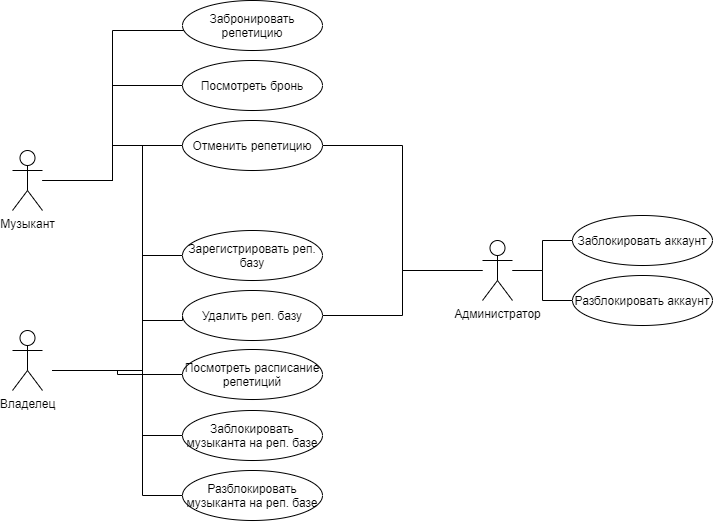 Забронировать
репетицию
Посмотреть бронь
Отменить репетицию
Музыкант
Зарегистрировать реп.
базу
Заблокировать аккаунт
Удалить реп. базу
Разблокировать аккаунт
Администратор
Посмотреть расписание
репетиций
Владелец
Заблокировать
музыканта на реп. базе
Разблокировать
музыканта на реп. базе